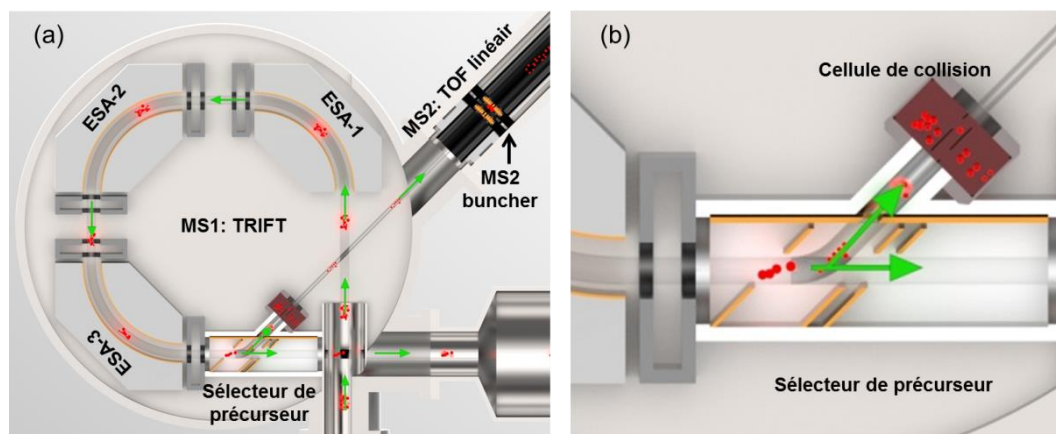 (a)
ESA-2
ESA-1
MS2: TOF linéair
MS2
buncher
MS1: TRIFT
ESA-3
Sélecteur de
précurseur
(b)
Cellule de collision
Sélecteur de précurseur